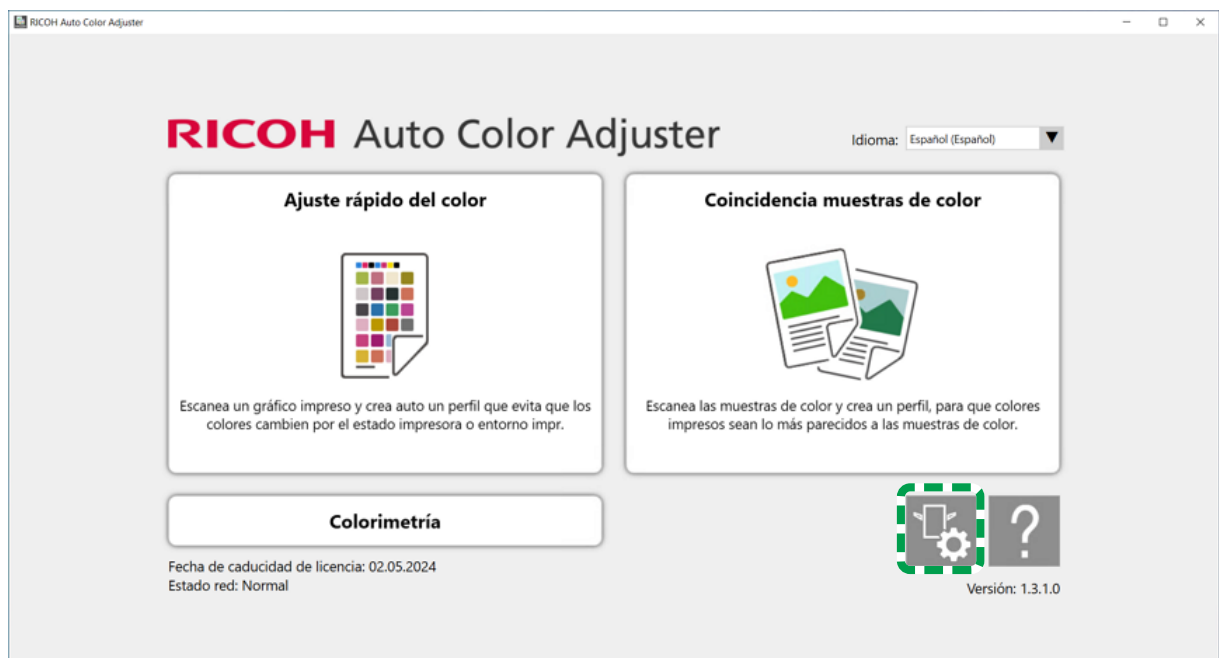 RICOH Auto Color Adjuster
RICOH Auto Color Adjuster
Idioma: Español (Español)
Ajuste rápido del color
Escanea un gráfico impreso y crea auto un perfil que evita que los
colores cambien por el estado impresora o entorno impr.
Coincidencia muestras de color
Escanea las muestras de color y crea un perfil, para que colores
impresos sean lo más parecidos a las muestras de color.
Colorimetría
?
Fecha de caducidad de licencia: 02.05.2024
Estado red: Normal
Versión: 1.3.1.0